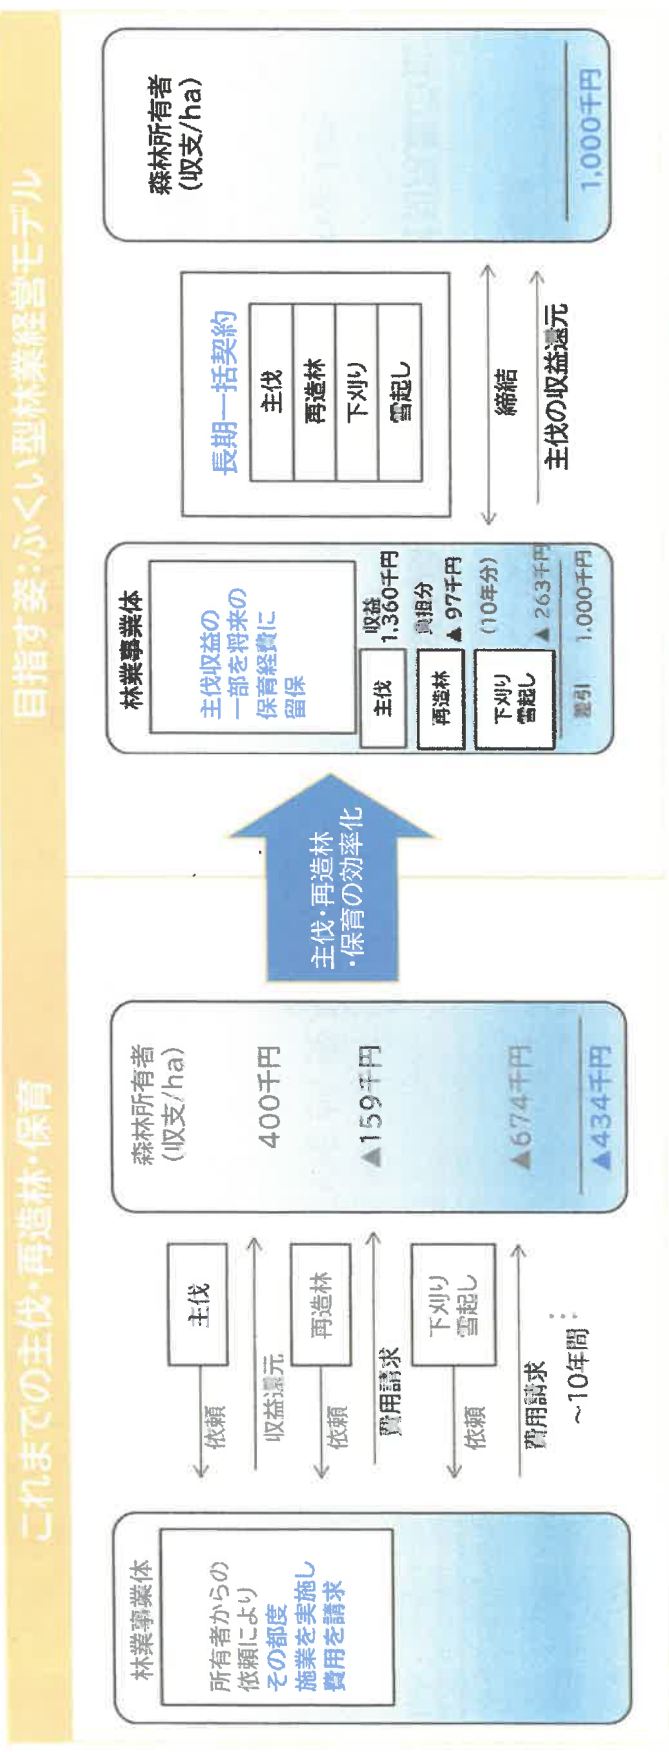 これまでの主伐・再造林・保育
林業事業体
所有者からの
依頼により
その都度
施業を実施し
費用を請求
依頼
主伐
収益還元
依頼
再造林
費用請求
依頼
下刈り
雪起し
費用請求
～10年間
森林所有者
(収支/ha)
400千円
▲159千円
▲674千円
▲434千円
主伐・再造林
・保育の効率化
目指す姿：ふくい型林業経営モデル
林業事業体
主伐収益の
一部を将来の
保育経費に
留保
主伐
収益
1,360千円
再造林
負担分
▲97千円
下刈り
雪起し
(10年分)
▲263千円
差引
1,000千円
長期一括契約
主伐
再造林
下刈り
雪起し
締結
主伐の収益還元
森林所有者
(収支/ha)
1,000千円